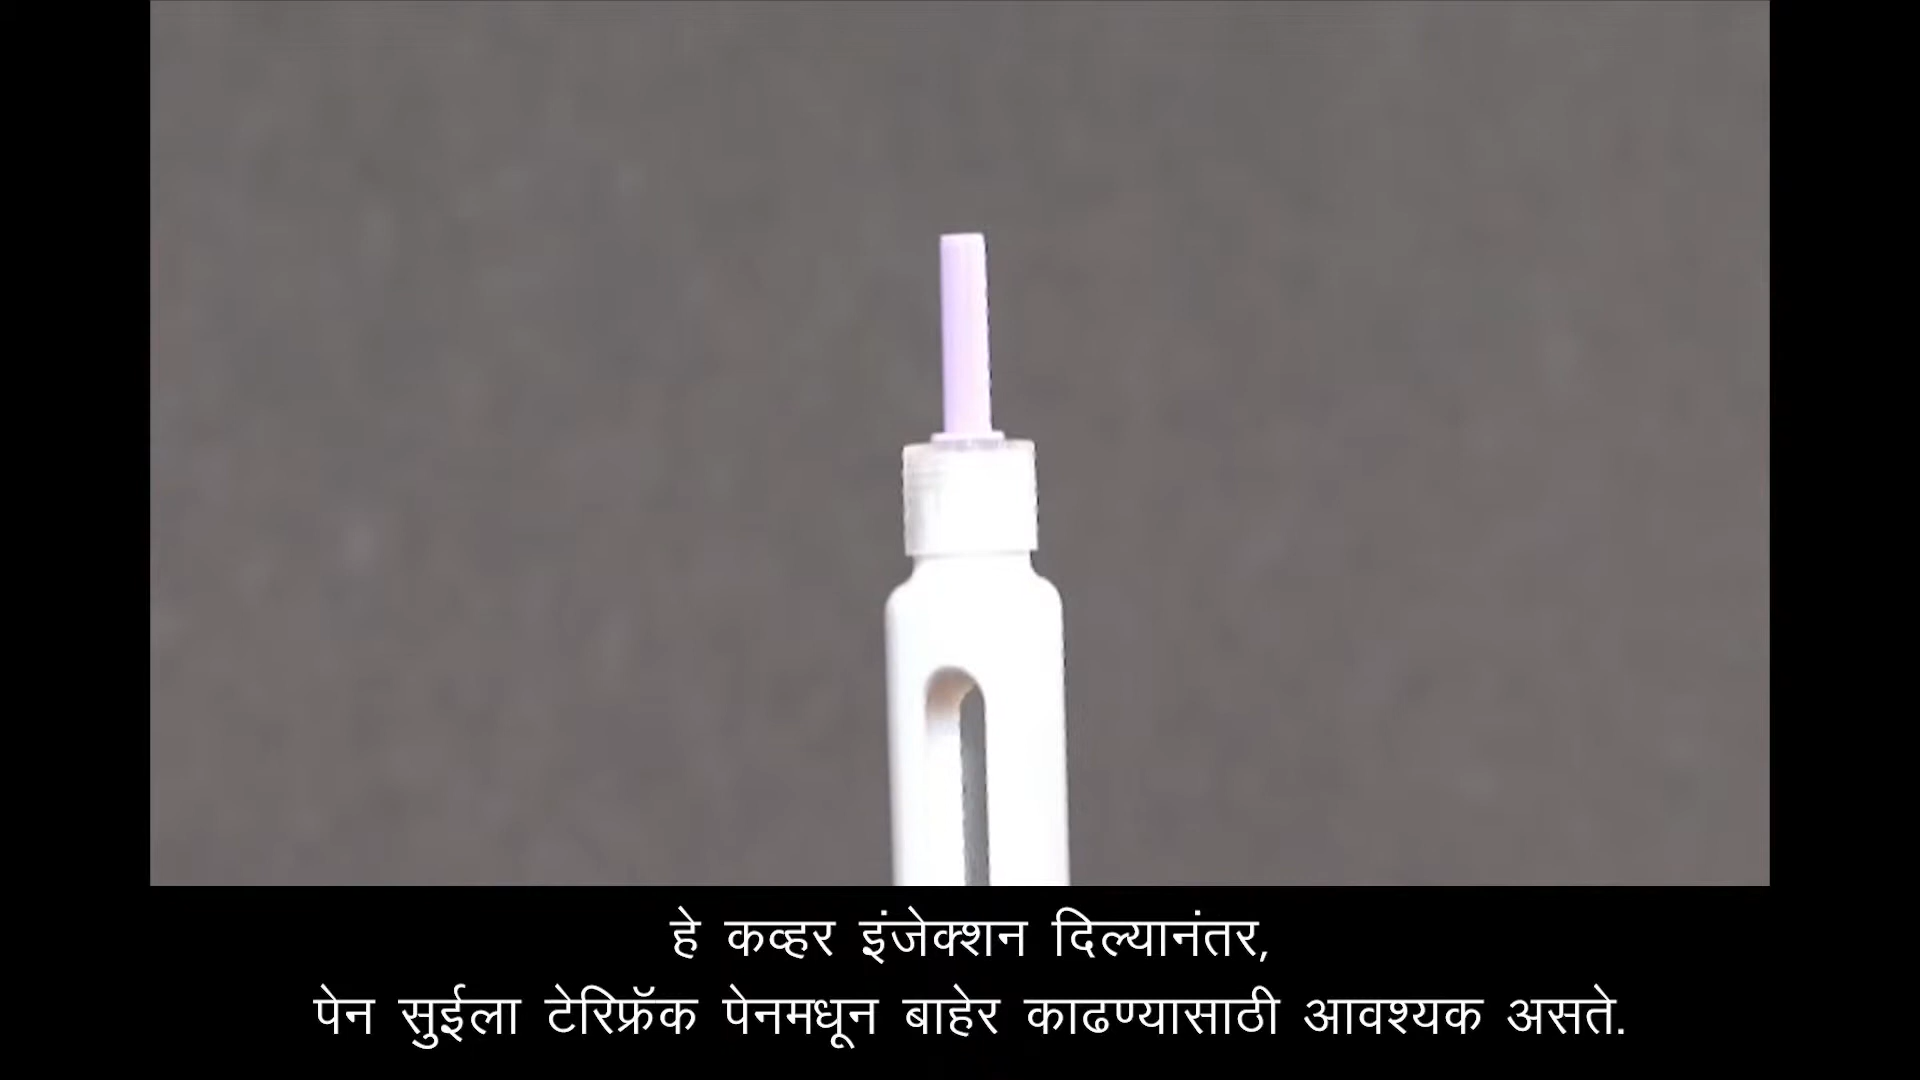 हे कव्हर इंजेक्शन दिल्यानंतर,
पेन सुईला टेरिफ्रॅक पेनमधून बाहेर काढण्यासाठी आवश्यक असते.